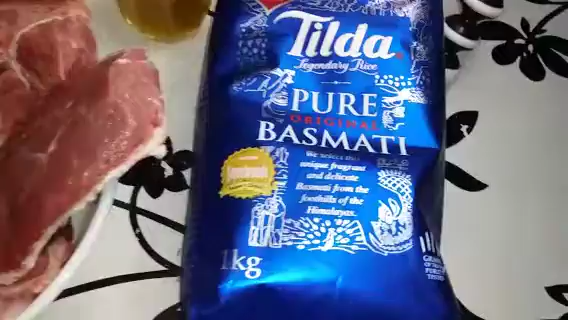 Tilda
Legendary Rice
PURE
ORIGINAL
BASMATI
We select this
unique fragrant
and delicate
Basmati from the
foothills of the
Himalayas.
1kg